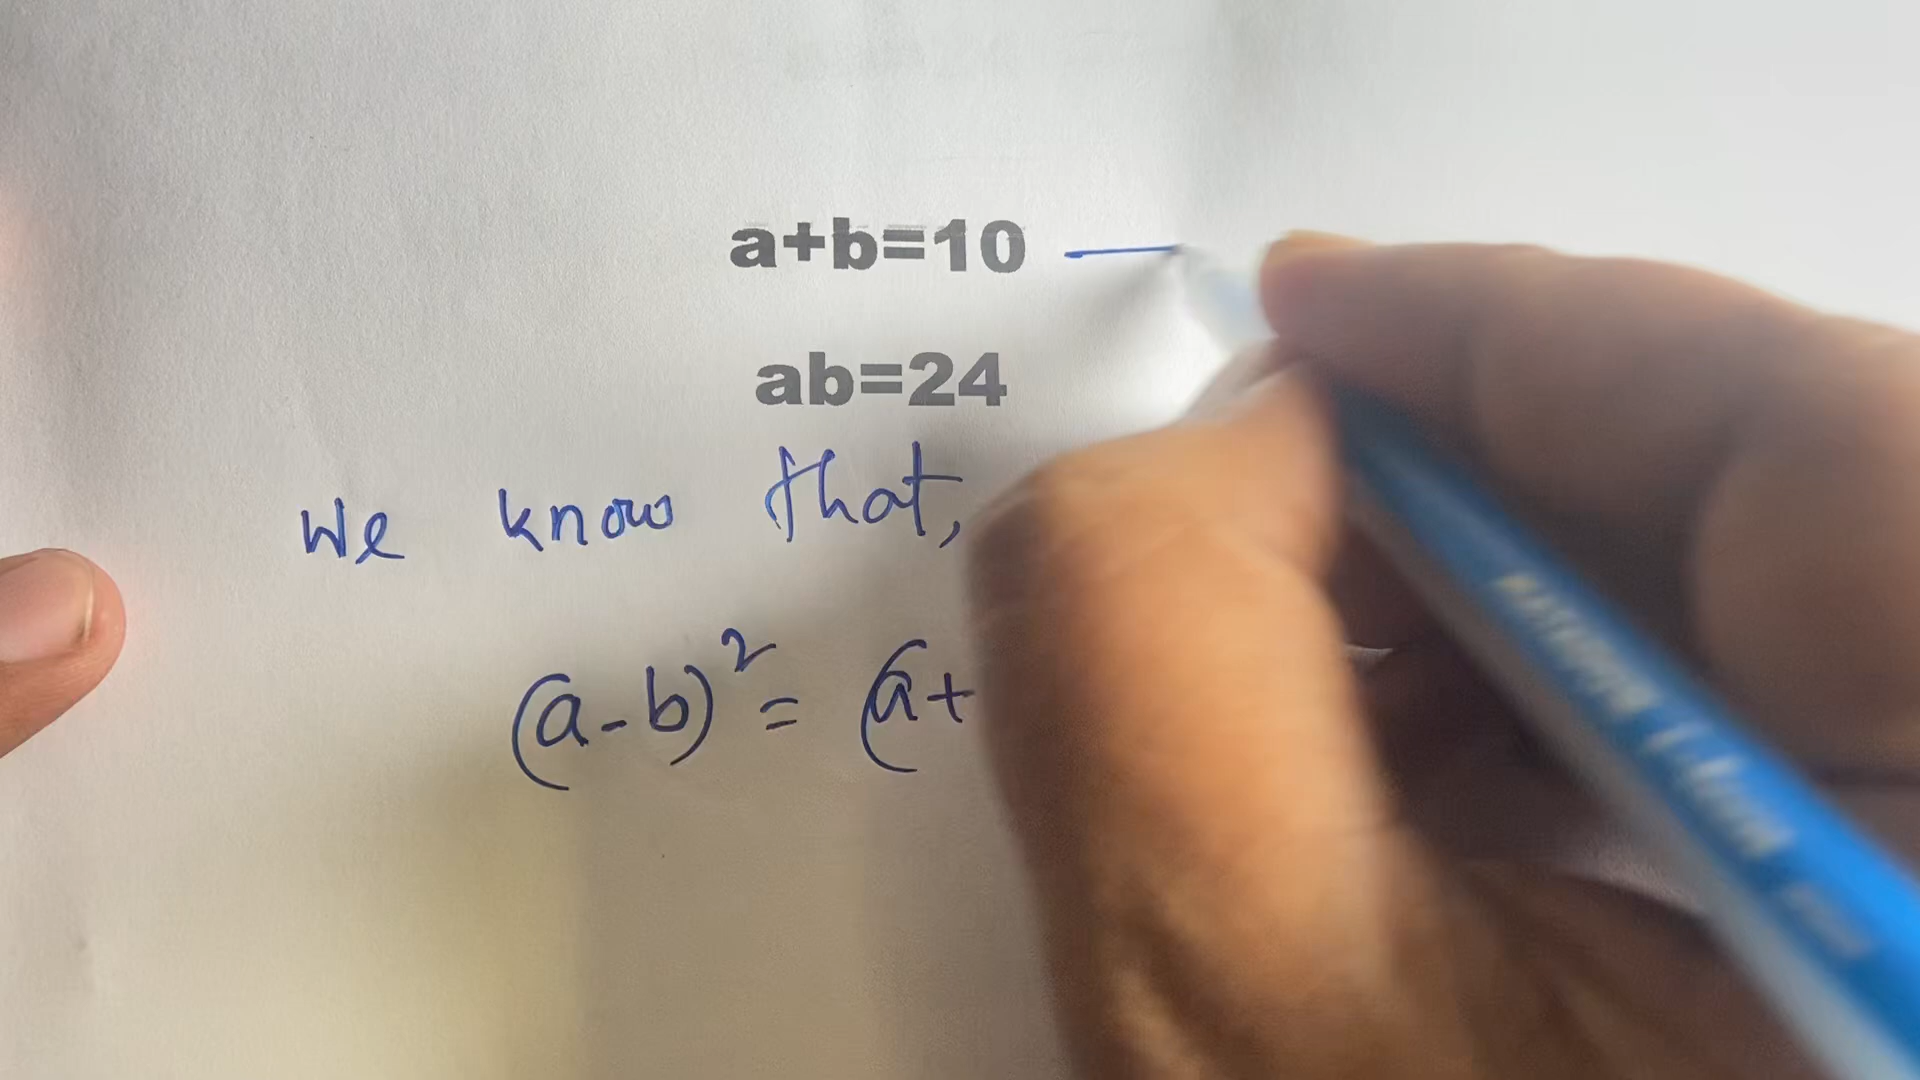 a+b=10
ab=24
We know that,
(a-b)² = (a+